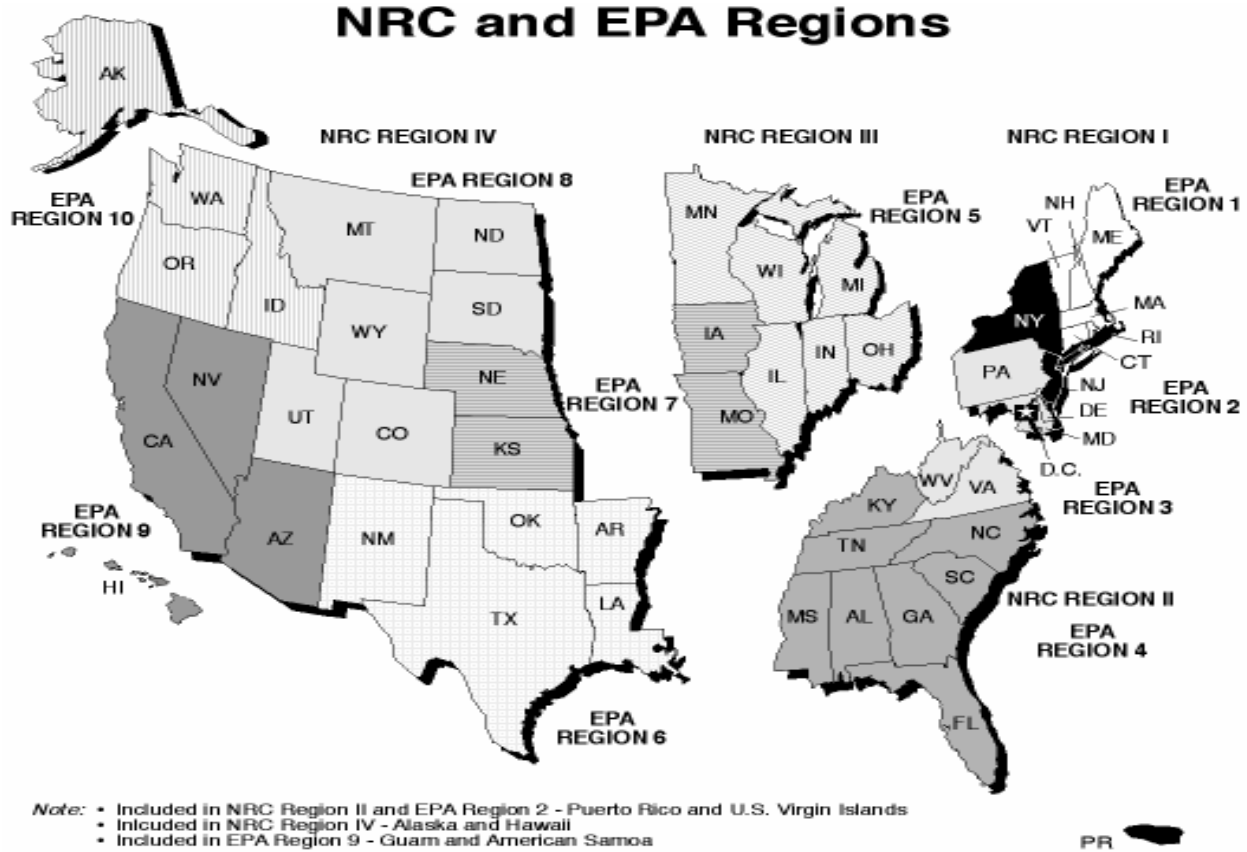 NRC and EPA Regions
AK
NRC REGION IV
NRC REGION III
NRC REGION I
EPA
REGION 10
EPA REGION 8
EPA
REGION 5
EPA
REGION 1
WA
OR
ID
MT
ND
SD
WY
NE
KS
NV
UT
CO
CA
AZ
NM
OK
TX
AR
LA
EPA
REGION 7
EPA
REGION 9
HI
EPA
REGION 6
MN
WI
MI
IA
IL
IN
OH
MO
NH
VT
ME
MA
NY
RI
CT
PA
NJ
EPA
REGION 2
DE
MD
D.C.
EPA
REGION 3
WV
VA
KY
TN
NC
SC
MS
AL
GA
FL
NRC REGION II
EPA
REGION 4
Note: • Included in NRC Region II and EPA Region 2 - Puerto Rico and U.S. Virgin Islands
• Inlcuded in NRC Region IV - Alaska and Hawaii
• Included in EPA Region 9 - Guam and American Samoa
PR